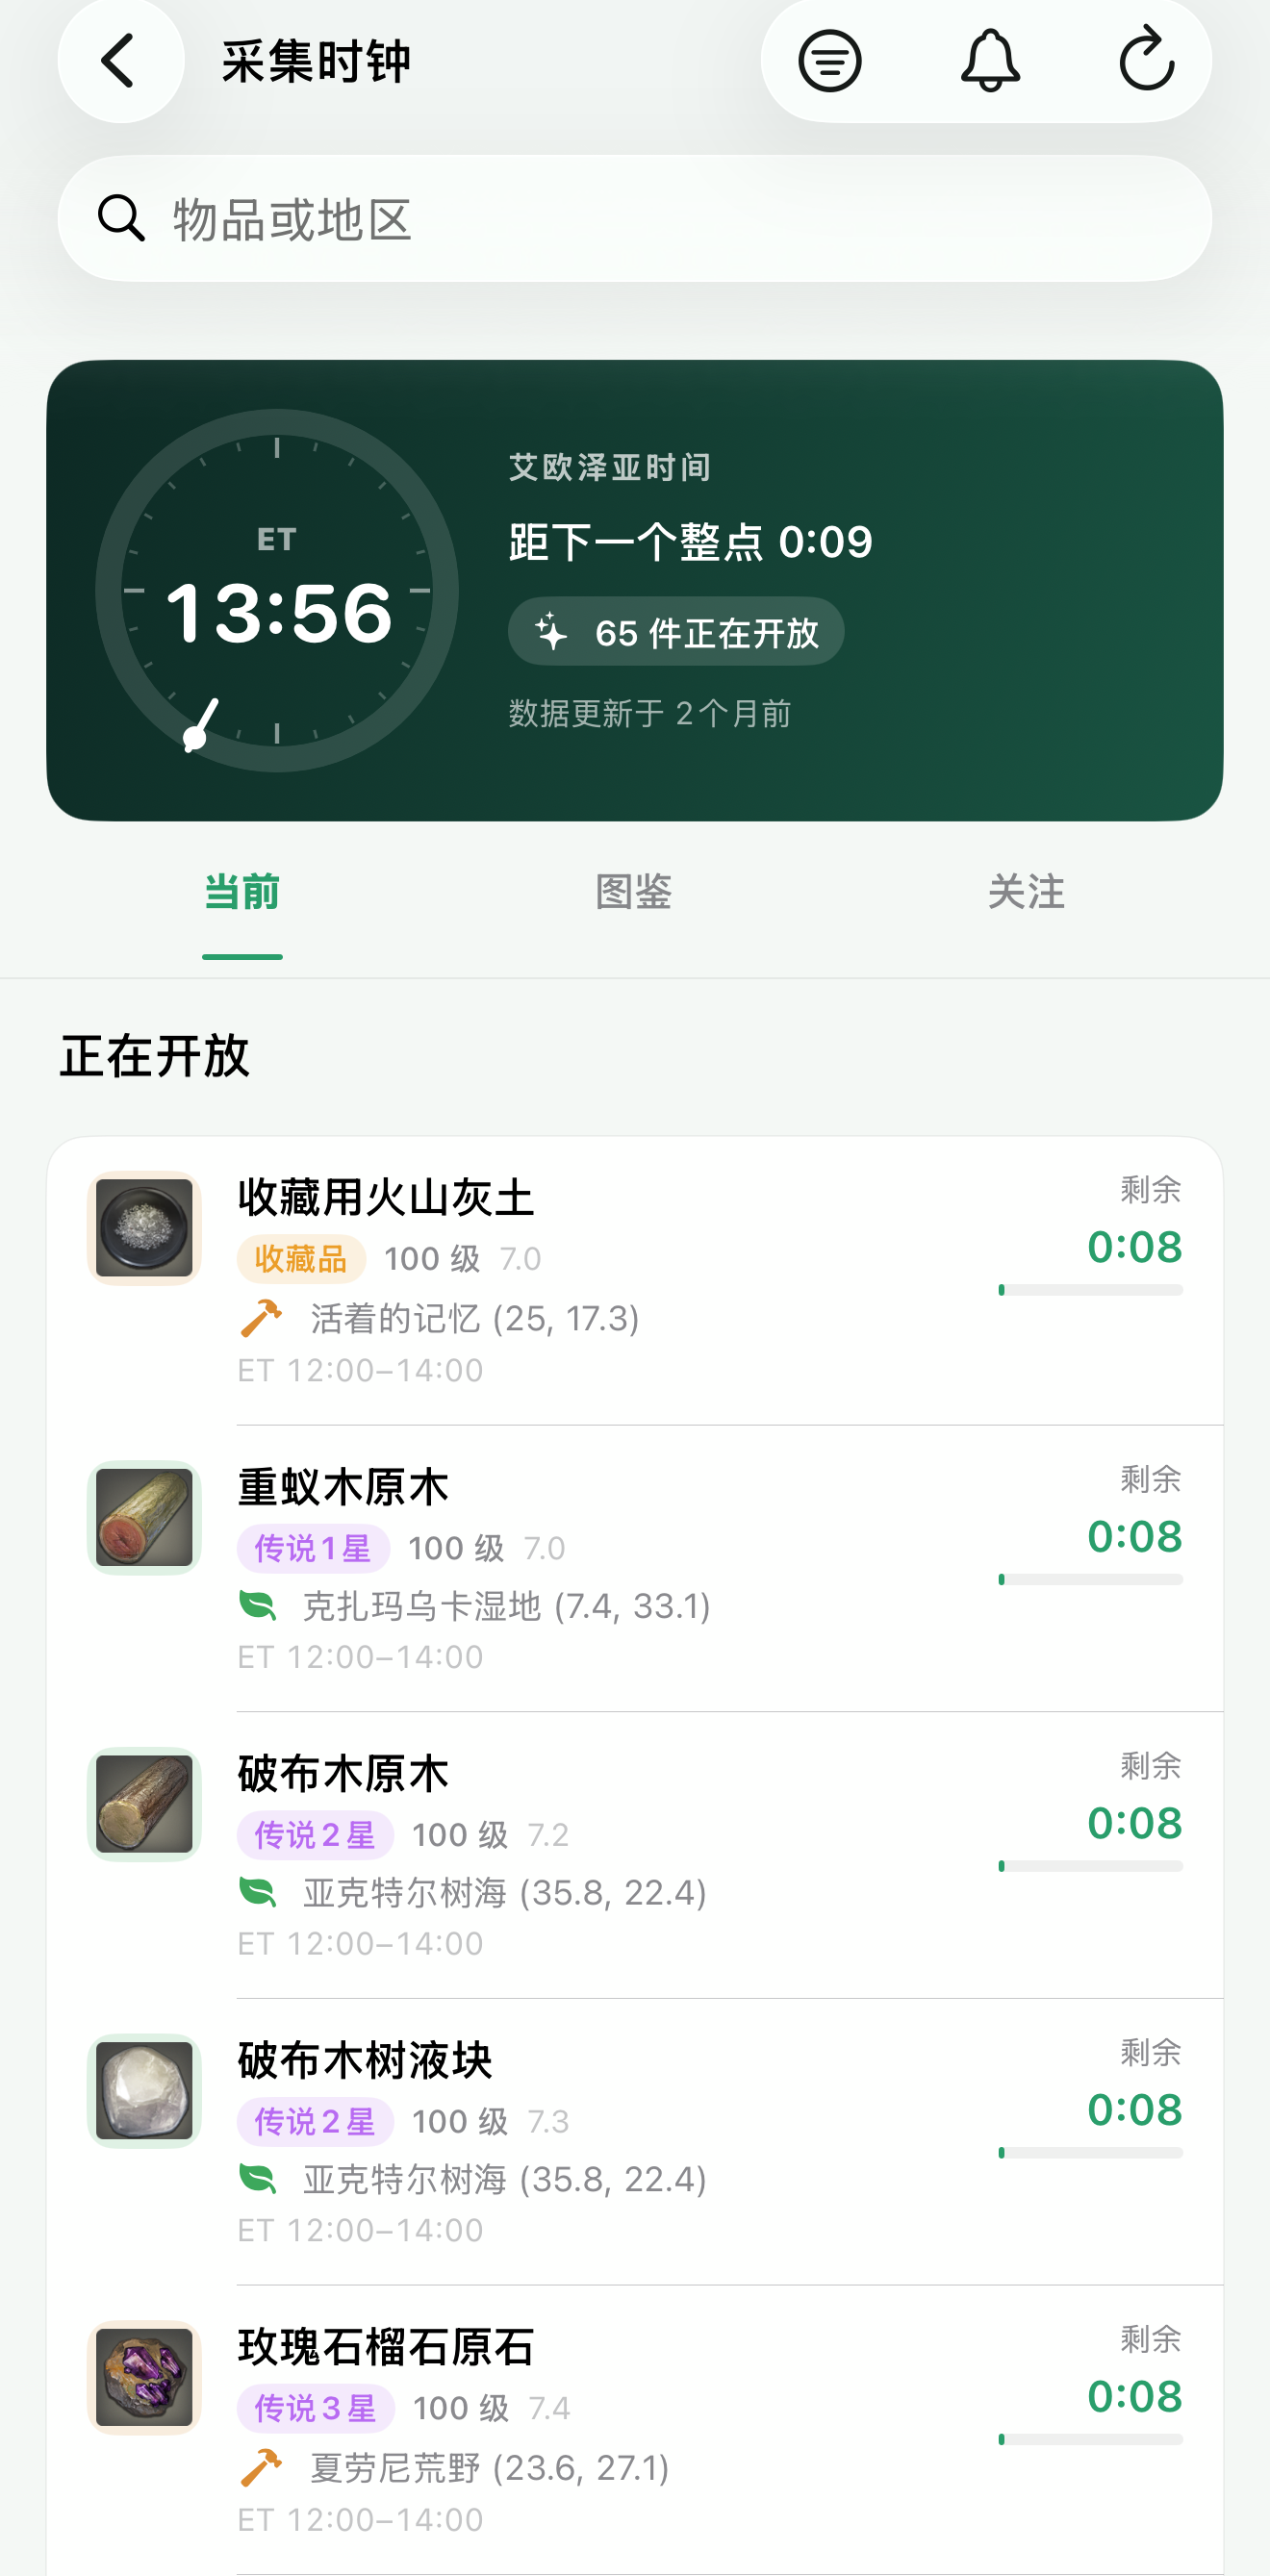 采集时钟
物品或地区
ET
13:56
艾欧泽亚时间
距下一个整点 0:09
65 件正在开放
数据更新于 2个月前
当前 图鉴 关注
正在开放
收藏用火山灰土
收藏品 100 级 7.0
活着的记忆 (25, 17.3)
ET 12:00–14:00
剩余
0:08
重蚁木原木
传说1星 100 级 7.0
克扎玛乌卡湿地 (7.4, 33.1)
ET 12:00–14:00
剩余
0:08
破布木原木
传说2星 100 级 7.2
亚克特尔树海 (35.8, 22.4)
ET 12:00–14:00
剩余
0:08
破布木树液块
传说2星 100 级 7.3
亚克特尔树海 (35.8, 22.4)
ET 12:00–14:00
剩余
0:08
玫瑰石榴石原石
传说3星 100 级 7.4
夏劳尼荒野 (23.6, 27.1)
ET 12:00–14:00
剩余
0:08